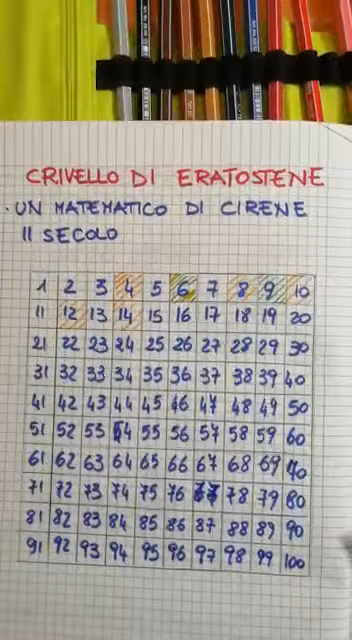 CRIVELLO DI ERATOSTENE
. UN MATEMATICO DI CIRENE
II SECOLO
1 2 3 4 5 6 7 8 9 10
11 12 13 14 15 16 17 18 19 20
21 22 23 24 25 26 27 28 29 30
31 32 33 34 35 36 37 38 39 40
41 42 43 44 45 46 47 48 49 50
51 52 53 54 55 56 57 58 59 60
61 62 63 64 65 66 67 68 69 70
71 72 73 74 75 76 77 78 79 80
81 82 83 84 85 86 87 88 89 90
91 92 93 94 95 96 97 98 99 100